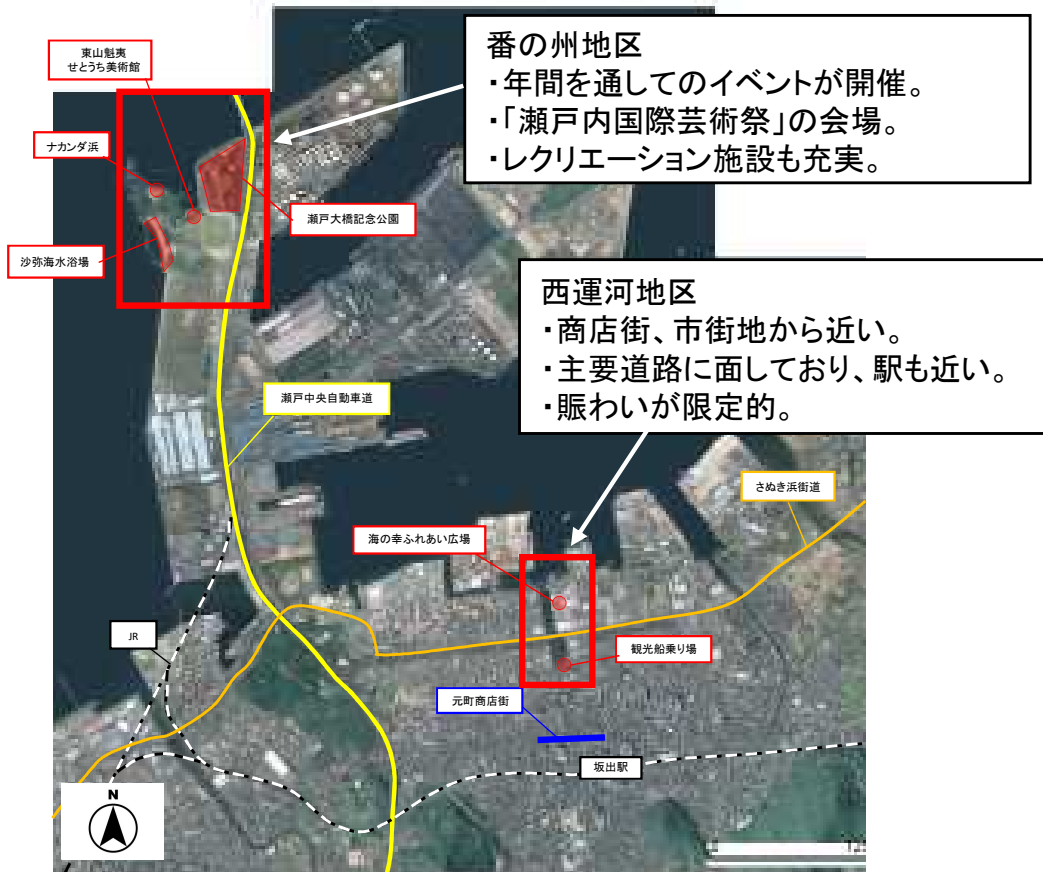 番の州地区
・年間を通してのイベントが開催。
・「瀬戸内国際芸術祭」の会場。
・レクリエーション施設も充実。
東山魁夷
せとうち美術館
ナカンダ浜
瀬戸大橋記念公園
沙弥海水浴場
西運河地区
・商店街、市街地から近い。
・主要道路に面しており、駅も近い。
・賑わいが限定的。
瀬戸中央自動車道
さぬき浜街道
海の幸ふれあい広場
JR
観光船乗り場
元町商店街
坂出駅
N